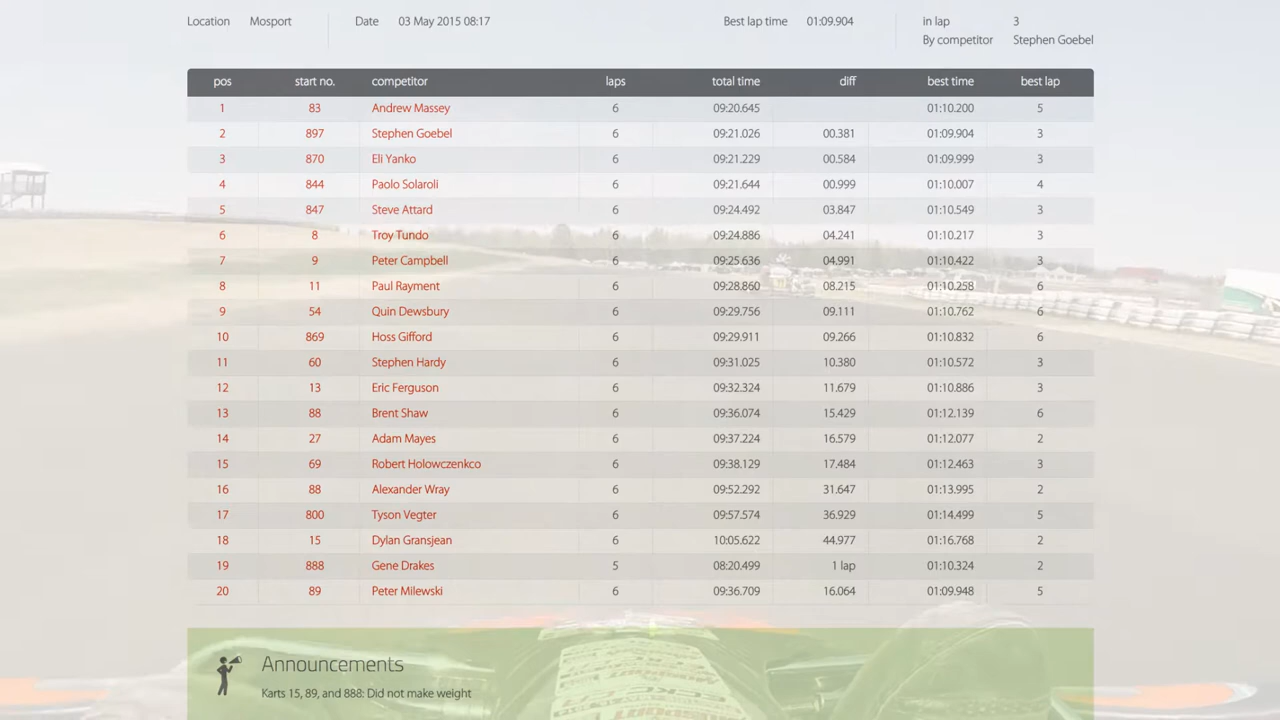 Location Mosport Date 03 May 2015 08:17 Best lap time 01:09.904 in lap 3
By competitor Stephen Goebel
pos start no. competitor laps total time diff best time best lap
1 83 Andrew Massey 6 09:20.645 01:10.200 5
2 897 Stephen Goebel 6 09:21.026 00.381 01:09.904 3
3 870 Eli Yanko 6 09:21.229 00.584 01:09.999 3
4 844 Paolo Solaroli 6 09:21.644 00.999 01:10.007 4
5 847 Steve Attard 6 09:24.492 03.847 01:10.549 3
6 8 Troy Tundo 6 09:24.886 04.241 01:10.217 3
7 9 Peter Campbell 6 09:25.636 04.991 01:10.422 3
8 11 Paul Rayment 6 09:28.860 08.215 01:10.258 6
9 54 Quin Dewsbury 6 09:29.756 09.111 01:10.762 6
10 869 Hoss Gifford 6 09:29.911 09.266 01:10.832 6
11 60 Stephen Hardy 6 09:31.025 10.380 01:10.572 3
12 13 Eric Ferguson 6 09:32.324 11.679 01:10.886 3
13 88 Brent Shaw 6 09:36.074 15.429 01:12.139 6
14 27 Adam Mayes 6 09:37.224 16.579 01:12.077 2
15 69 Robert Holowczenkco 6 09:38.129 17.484 01:12.463 3
16 88 Alexander Wray 6 09:52.292 31.647 01:13.995 2
17 800 Tyson Vegter 6 09:57.574 36.929 01:14.499 5
18 15 Dylan Gransjean 6 10:05.622 44.977 01:16.768 2
19 888 Gene Drakes 5 08:20.499 1 lap 01:10.324 2
20 89 Peter Milewski 6 09:36.709 16.064 01:09.948 5
Announcements
Karts 15, 89, and 888: Did not make weight